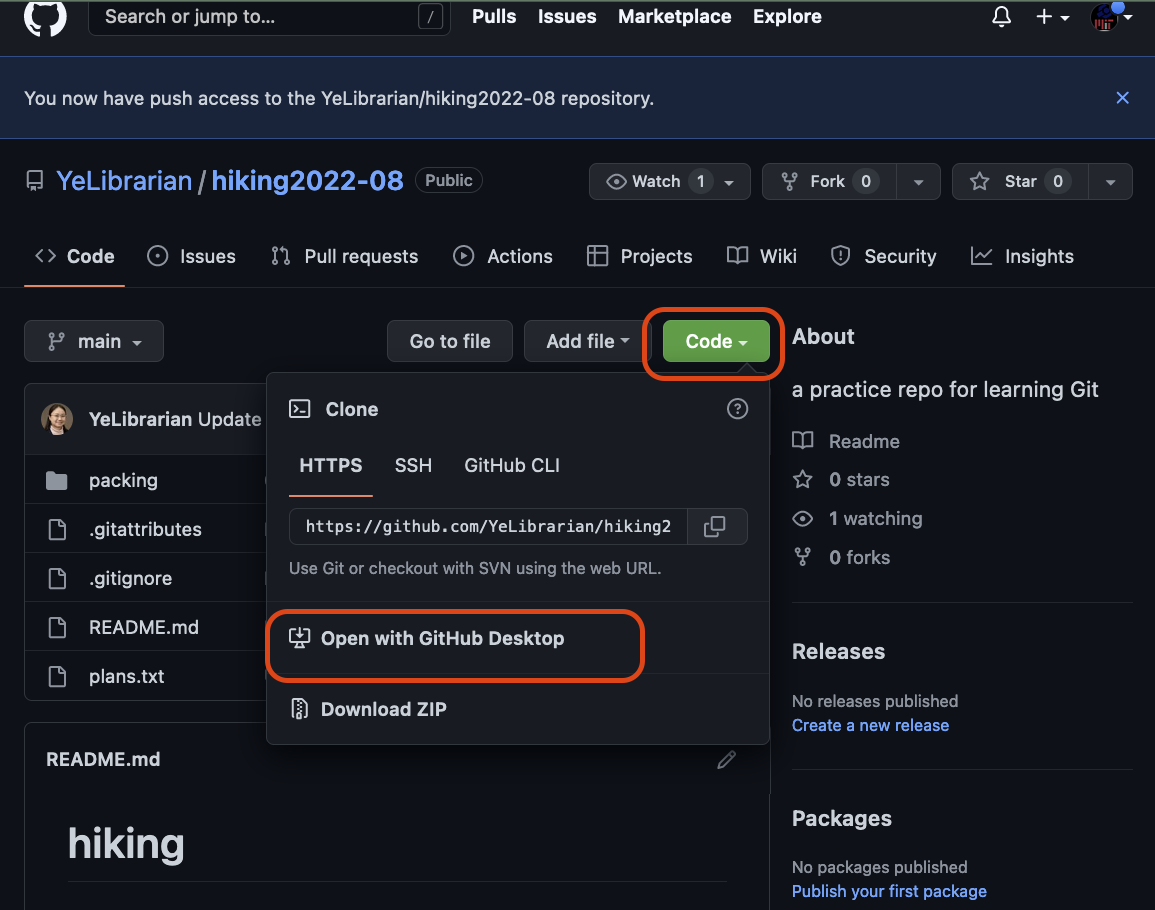 Search or jump to... /
Pulls Issues Marketplace Explore
You now have push access to the YeLibrarian/hiking2022-08 repository.
YeLibrarian / hiking2022-08 Public
Watch 1 Fork 0 Star 0
Code Issues Pull requests Actions Projects Wiki Security Insights
main Go to file Add file Code
Clone
HTTPS SSH GitHub CLI
https://github.com/YeLibrarian/hiking2
Use Git or checkout with SVN using the web URL.
Open with GitHub Desktop
Download ZIP
YeLibrarian Update
packing
.gitattributes
.gitignore
README.md
plans.txt
README.md
hiking
About
a practice repo for learning Git
Readme
0 stars
1 watching
0 forks
Releases
No releases published
Create a new release
Packages
No packages published
Publish your first package